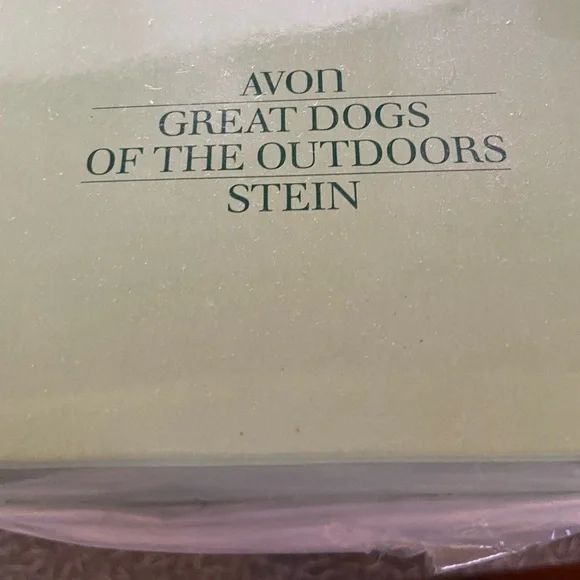 AVON
GREAT DOGS
OF THE OUTDOORS
STEIN